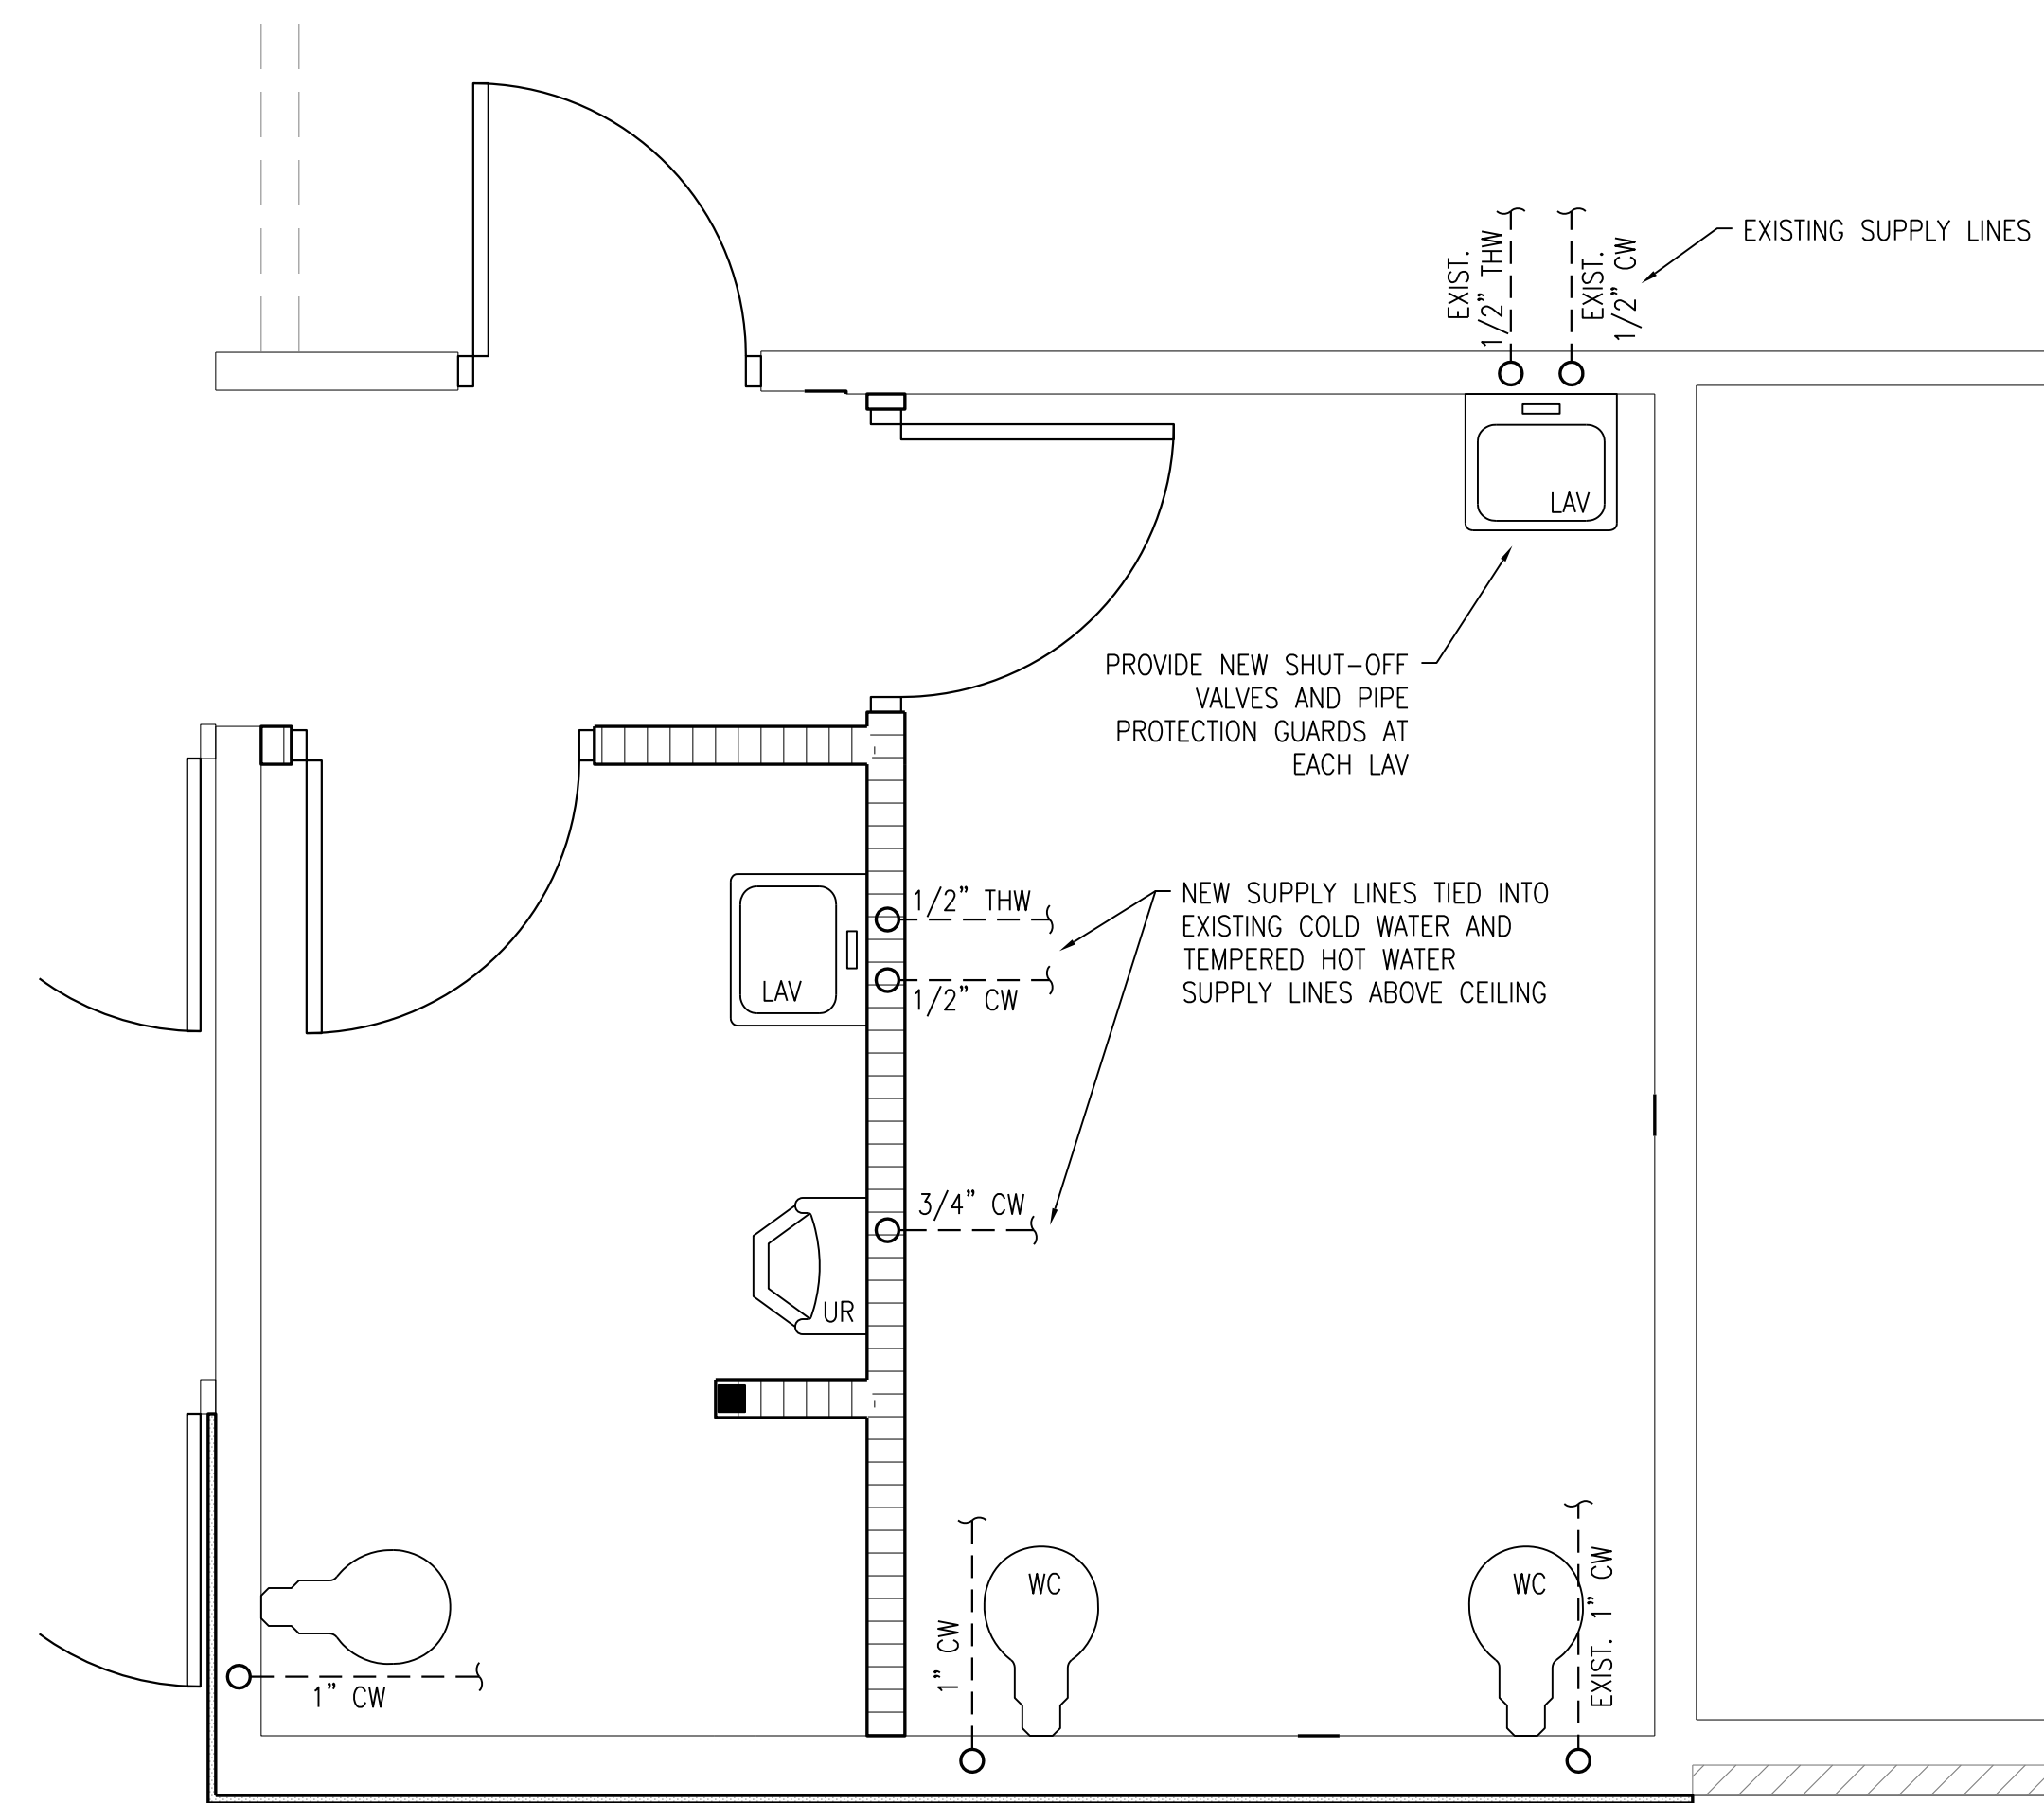 EXIST.
1/2" THW
EXIST.
1/2" CW
EXISTING SUPPLY LINES
LAV
PROVIDE NEW SHUT-OFF
VALVES AND PIPE
PROTECTION GUARDS AT
EACH LAV
1/2" THW
1/2" CW
LAV
NEW SUPPLY LINES TIED INTO
EXISTING COLD WATER AND
TEMPERED HOT WATER
SUPPLY LINES ABOVE CEILING
3/4" CW
UR
WC
WC
1" CW
EXIST. 1" CW
1" CW